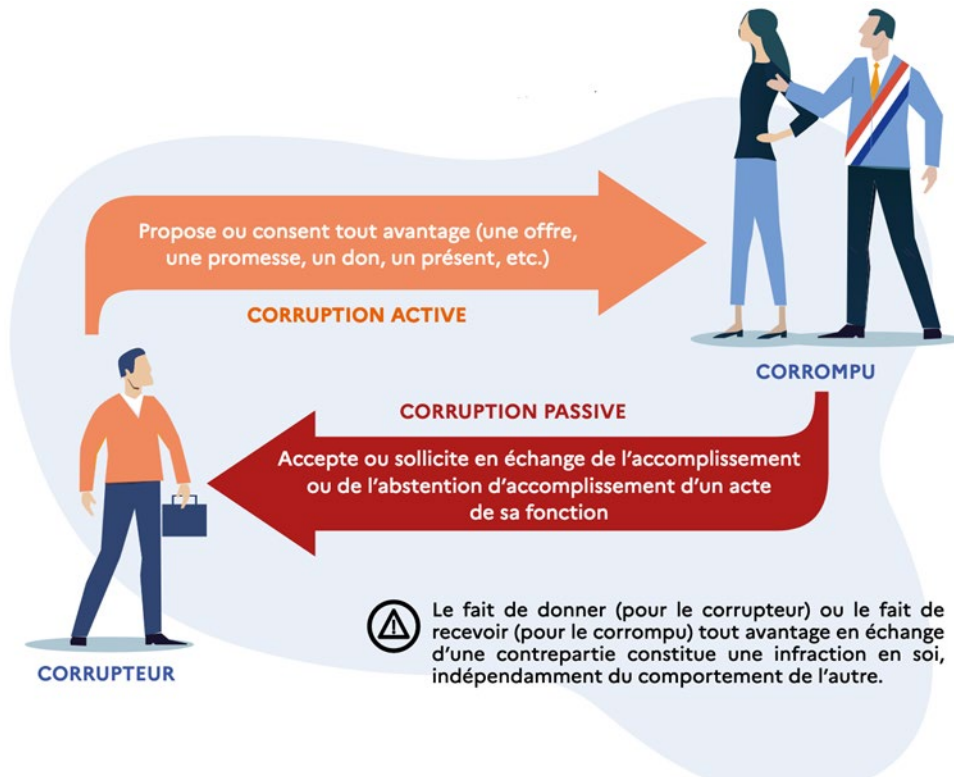 Propose ou consent tout avantage (une offre,
une promesse, un don, un présent, etc.)
CORRUPTION ACTIVE
CORROMPU
CORRUPTION PASSIVE
Accepte ou sollicite en échange de l'accomplissement
ou de l'abstention d'accomplissement d'un acte
de sa fonction
CORRUPTEUR
Le fait de donner (pour le corrupteur) ou le fait de
recevoir (pour le corrompu) tout avantage en échange
d'une contrepartie constitue une infraction en soi,
indépendamment du comportement de l'autre.